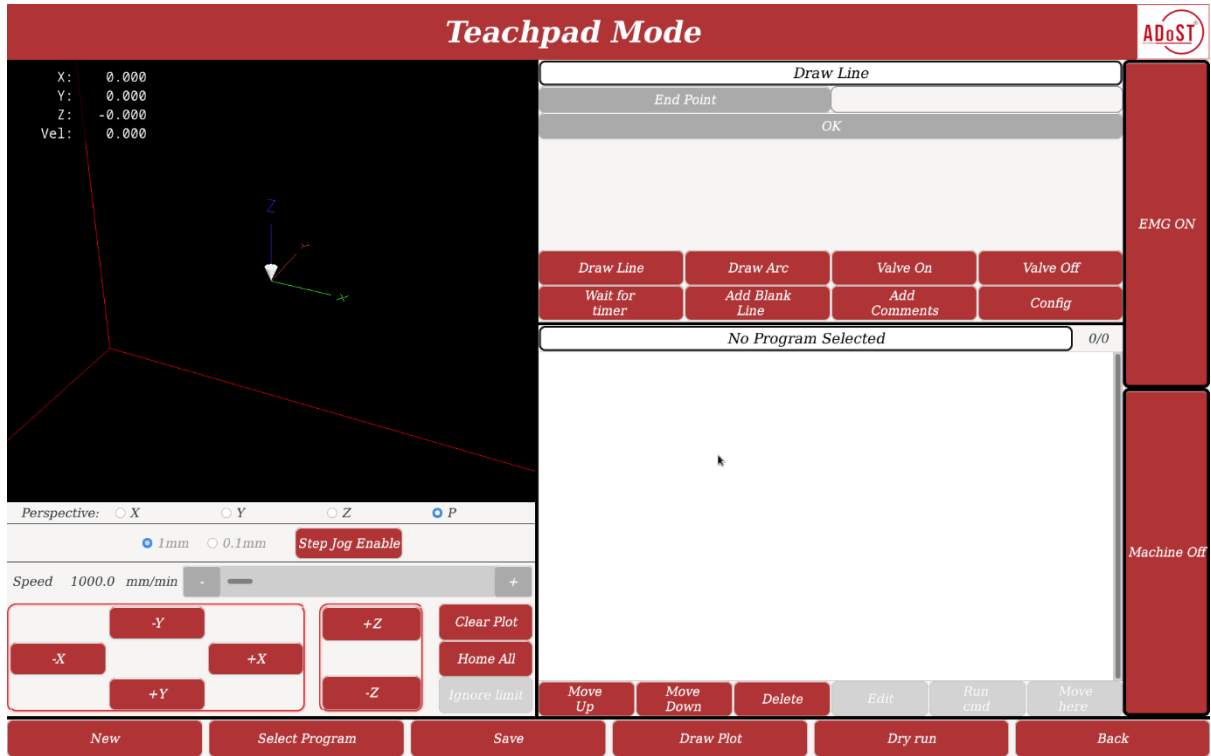 Teachpad Mode
ADoST
X: 0.000
Y: 0.000
Z: -0.000
Vel: 0.000
Z
Y
X
Draw Line
End Point
OK
Draw Line Draw Arc Valve On Valve Off
Wait for
timer
Add Blank
Line
Add
Comments
Config
No Program Selected 0/0
EMG ON
Machine Off
Perspective: X Y Z P
1mm 0.1mm Step Jog Enable
Speed 1000.0 mm/min - +
-Y
-X +X
+Y
+Z
-Z
Clear Plot
Home All
Ignore limit
Move
Up
Move
Down
Delete
Edit
Run
cmd
Move
here
New Select Program Save Draw Plot Dry run Back